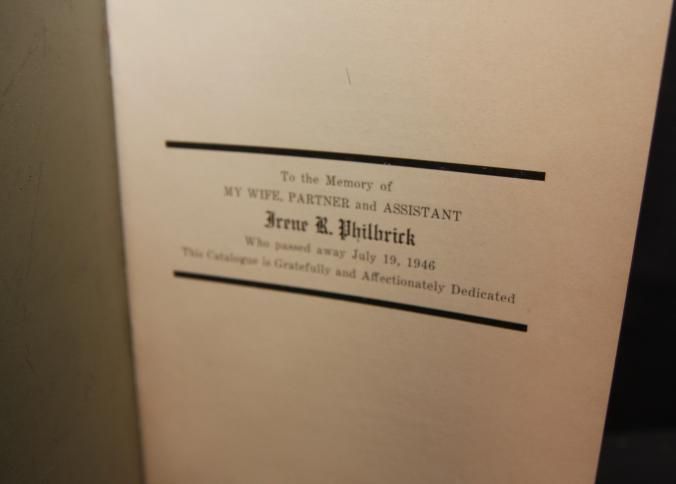 To the Memory of
MY WIFE, PARTNER and ASSISTANT
Irene R. Philbrick
Who passed away July 19, 1946
This Catalogue is Gratefully and Affectionately Dedicated